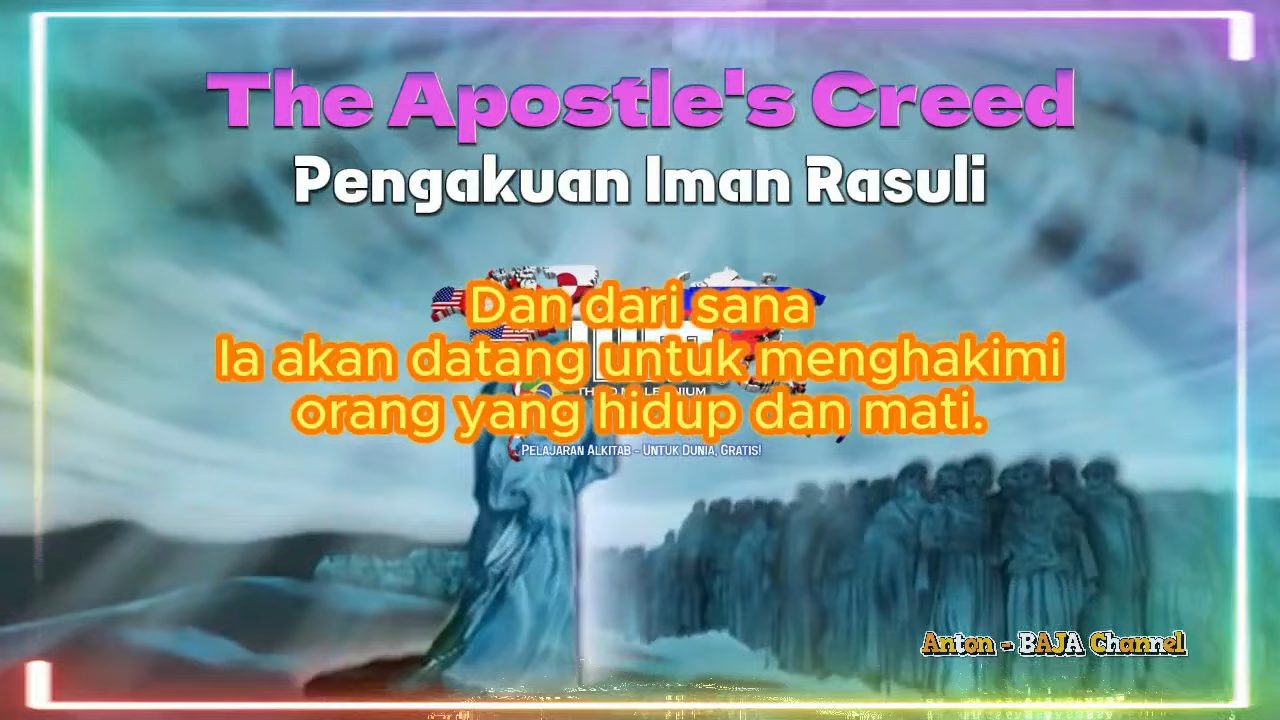 The Apostle's Creed
Pengakuan Iman Rasuli
Dan dari sana
Ia akan datang untuk menghakimi
orang yang hidup dan mati.
PELAJARAN ALKITAB - UNTUK DUNIA, GRATIS!
Anton - BAJA Channel